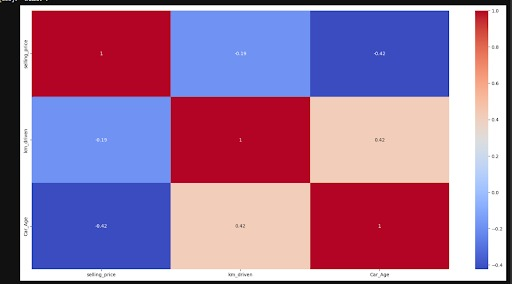 1.0
selling_price
1
-0.19
-0.42
0.8
0.6
km_driven
-0.19
1
0.42
0.4
0.2
0.0
Car_Age
-0.42
0.42
1
-0.2
-0.4
selling_price
km_driven
Car_Age